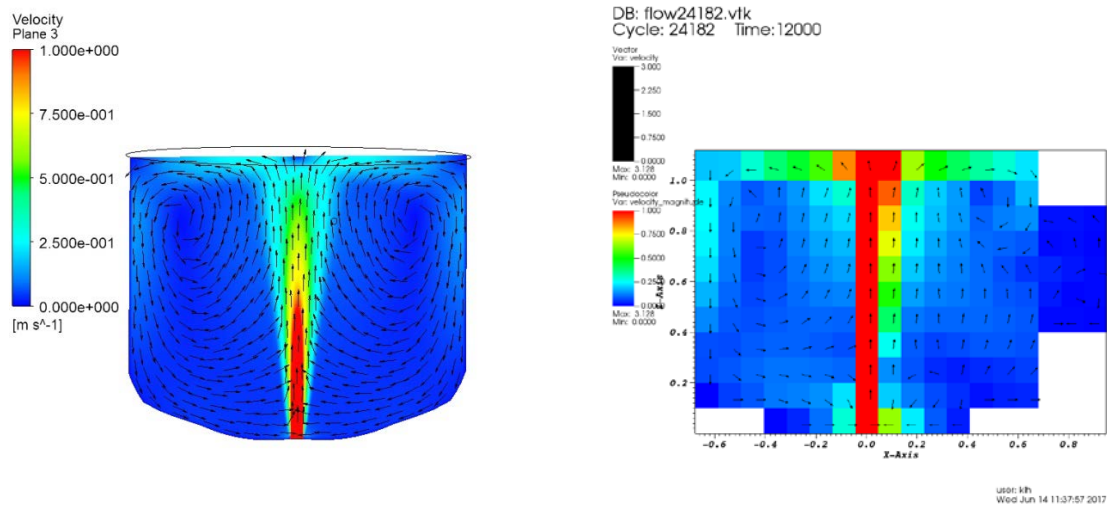 Velocity
Plane 3
1.000e+000
7.500e-001
5.000e-001
2.500e-001
0.000e+000
[m s^-1]
DB: flow24182.vtk
Cycle: 24182 Time:12000
Vector
Var: velocity
3.000
2.250
1.500
0.7500
0.0000
Max: 3.128
Min: 0.0000
Pseudocolor
Var: velocity_magnitude
1.000
0.7500
0.5000
0.2500
0.000
Max: 3.128
Min: 0.0000
1.0
0.8
0.6
0.4
0.2
Z-Axis
-0.6
-0.4
-0.2
0.0
0.2
0.4
0.6
0.8
X-Axis
user: klh
Wed Jun 14 11:37:57 2017